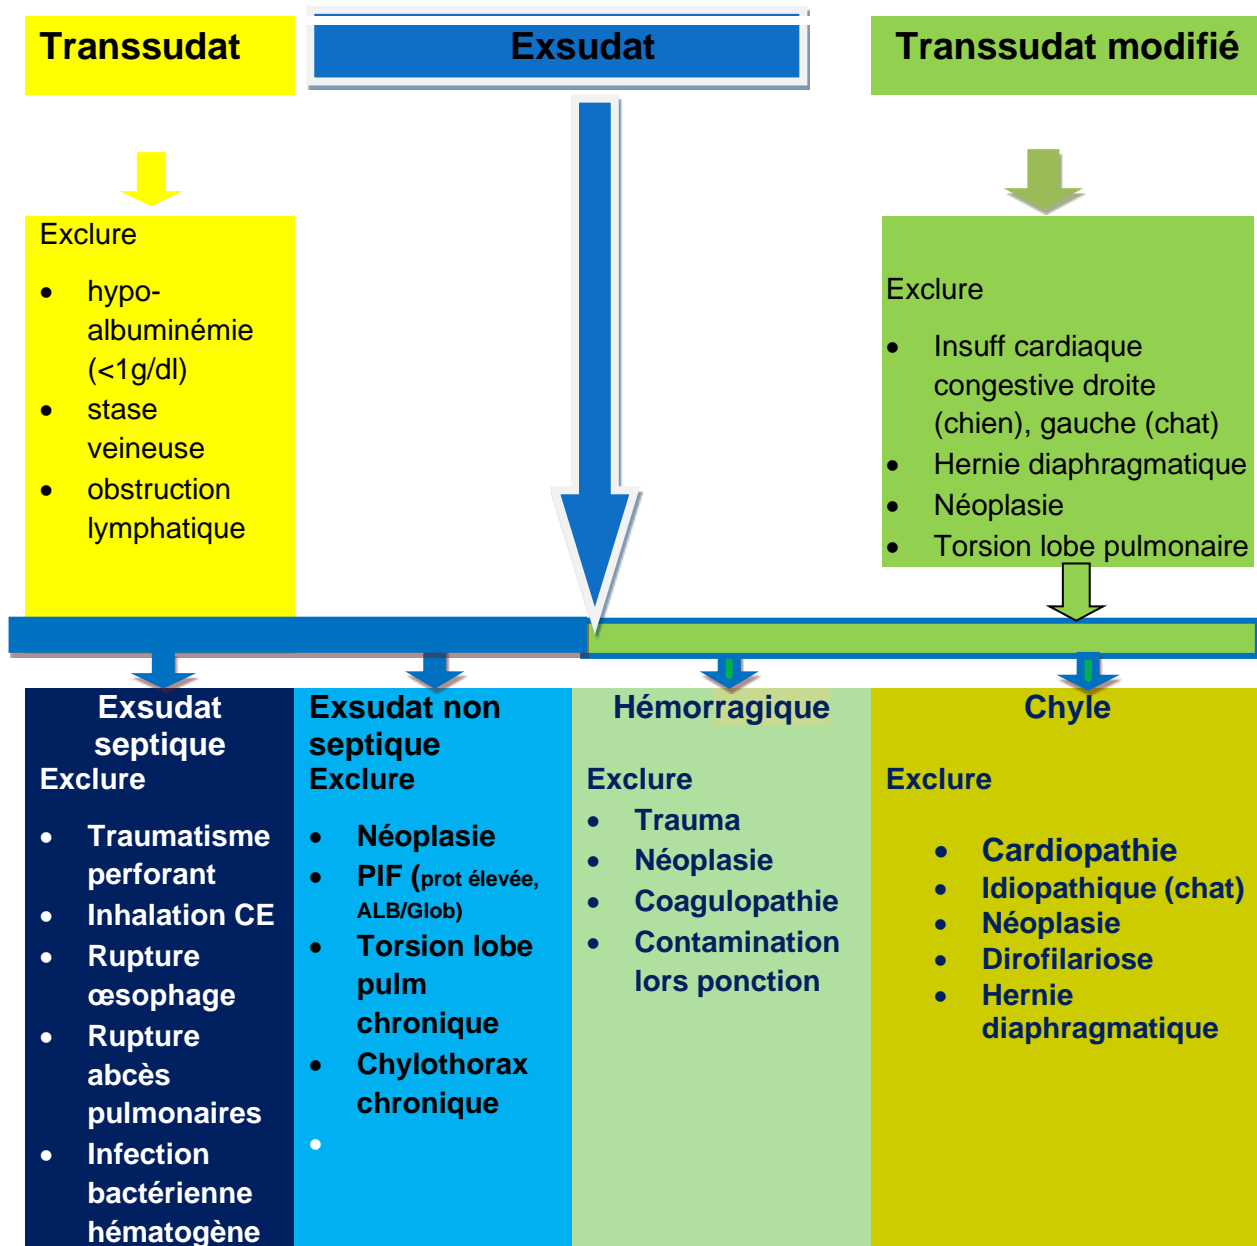 Transsudat
Exsudat
Transsudat modifié
Exclure
• hypo-
albuminémie
(<1g/dl)
• stase
veineuse
• obstruction
lymphatique
Exclure
• Insuff cardiaque
congestive droite
(chien), gauche (chat)
• Hernie diaphragmatique
• Néoplasie
• Torsion lobe pulmonaire
Exsudat
septique
Exclure
• Traumatisme
perforant
• Inhalation CE
• Rupture
œsophage
• Rupture
abcès
pulmonaires
• Infection
bactérienne
hématogène
Exsudat non
septique
Exclure
• Néoplasie
• PIF (prot élevée,
ALB/Glob)
• Torsion lobe
pulm
chronique
• Chylothorax
chronique
•
Hémorragique
Exclure
• Trauma
• Néoplasie
• Coagulopathie
• Contamination
lors ponction
Chyle
Exclure
• Cardiopathie
• Idiopathique (chat)
• Néoplasie
• Dirofilariose
• Hernie
diaphragmatique